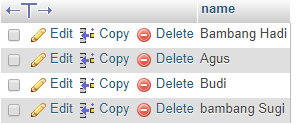 name
Edit Copy Delete Bambang Hadi
Edit Copy Delete Agus
Edit Copy Delete Budi
Edit Copy Delete bambang Sugi